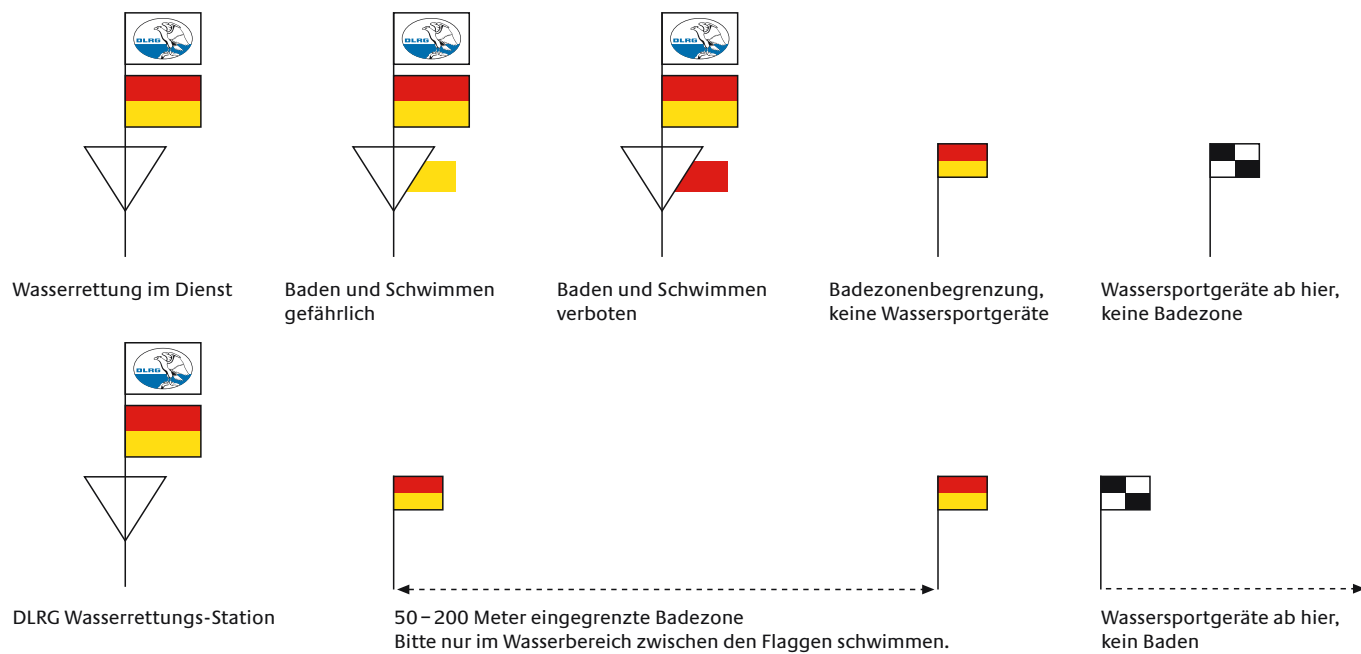 DLRG
DLRG
DLRG
Wasserrettung im Dienst
Baden und Schwimmen
gefährlich
Baden und Schwimmen
verboten
Badezonenbegrenzung,
keine Wassersportgeräte
Wassersportgeräte ab hier,
keine Badezone
DLRG
DLRG Wasserrettungs-Station
50–200 Meter eingegrenzte Badezone
Bitte nur im Wasserbereich zwischen den Flaggen schwimmen.
Wassersportgeräte ab hier,
kein Baden